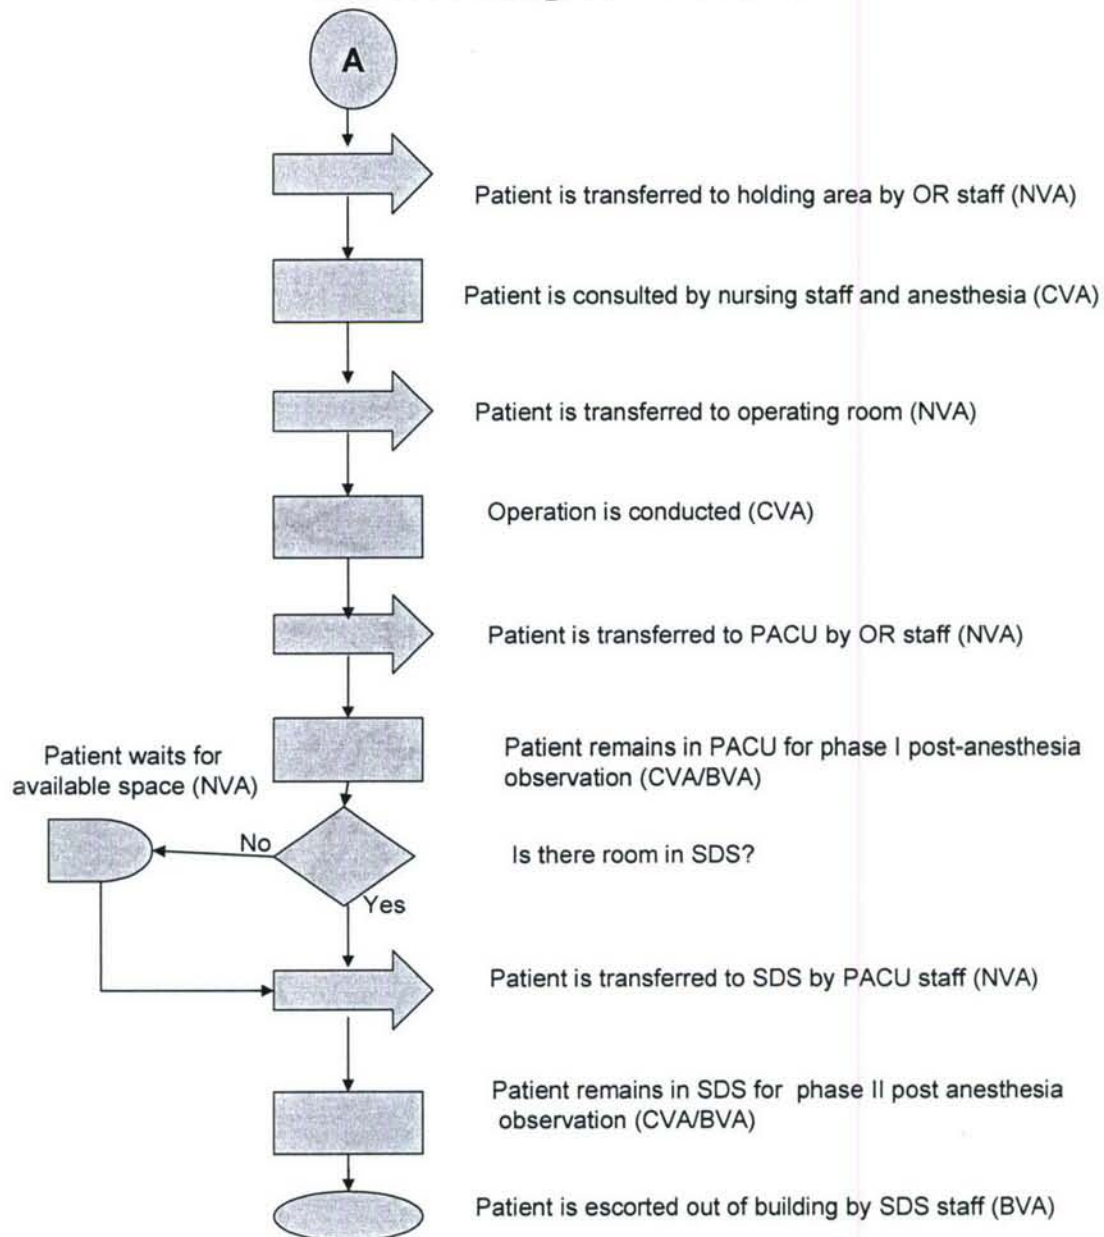 A
Patient is transferred to holding area by OR staff (NVA)
Patient is consulted by nursing staff and anesthesia (CVA)
Patient is transferred to operating room (NVA)
Operation is conducted (CVA)
Patient is transferred to PACU by OR staff (NVA)
Patient remains in PACU for phase I post-anesthesia
observation (CVA/BVA)
Patient waits for
available space (NVA)
No
Is there room in SDS?
Yes
Patient is transferred to SDS by PACU staff (NVA)
Patient remains in SDS for phase II post anesthesia
observation (CVA/BVA)
Patient is escorted out of building by SDS staff (BVA)